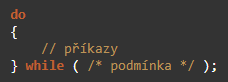 do
{
// příkazy
} while ( /* podmínka */ );